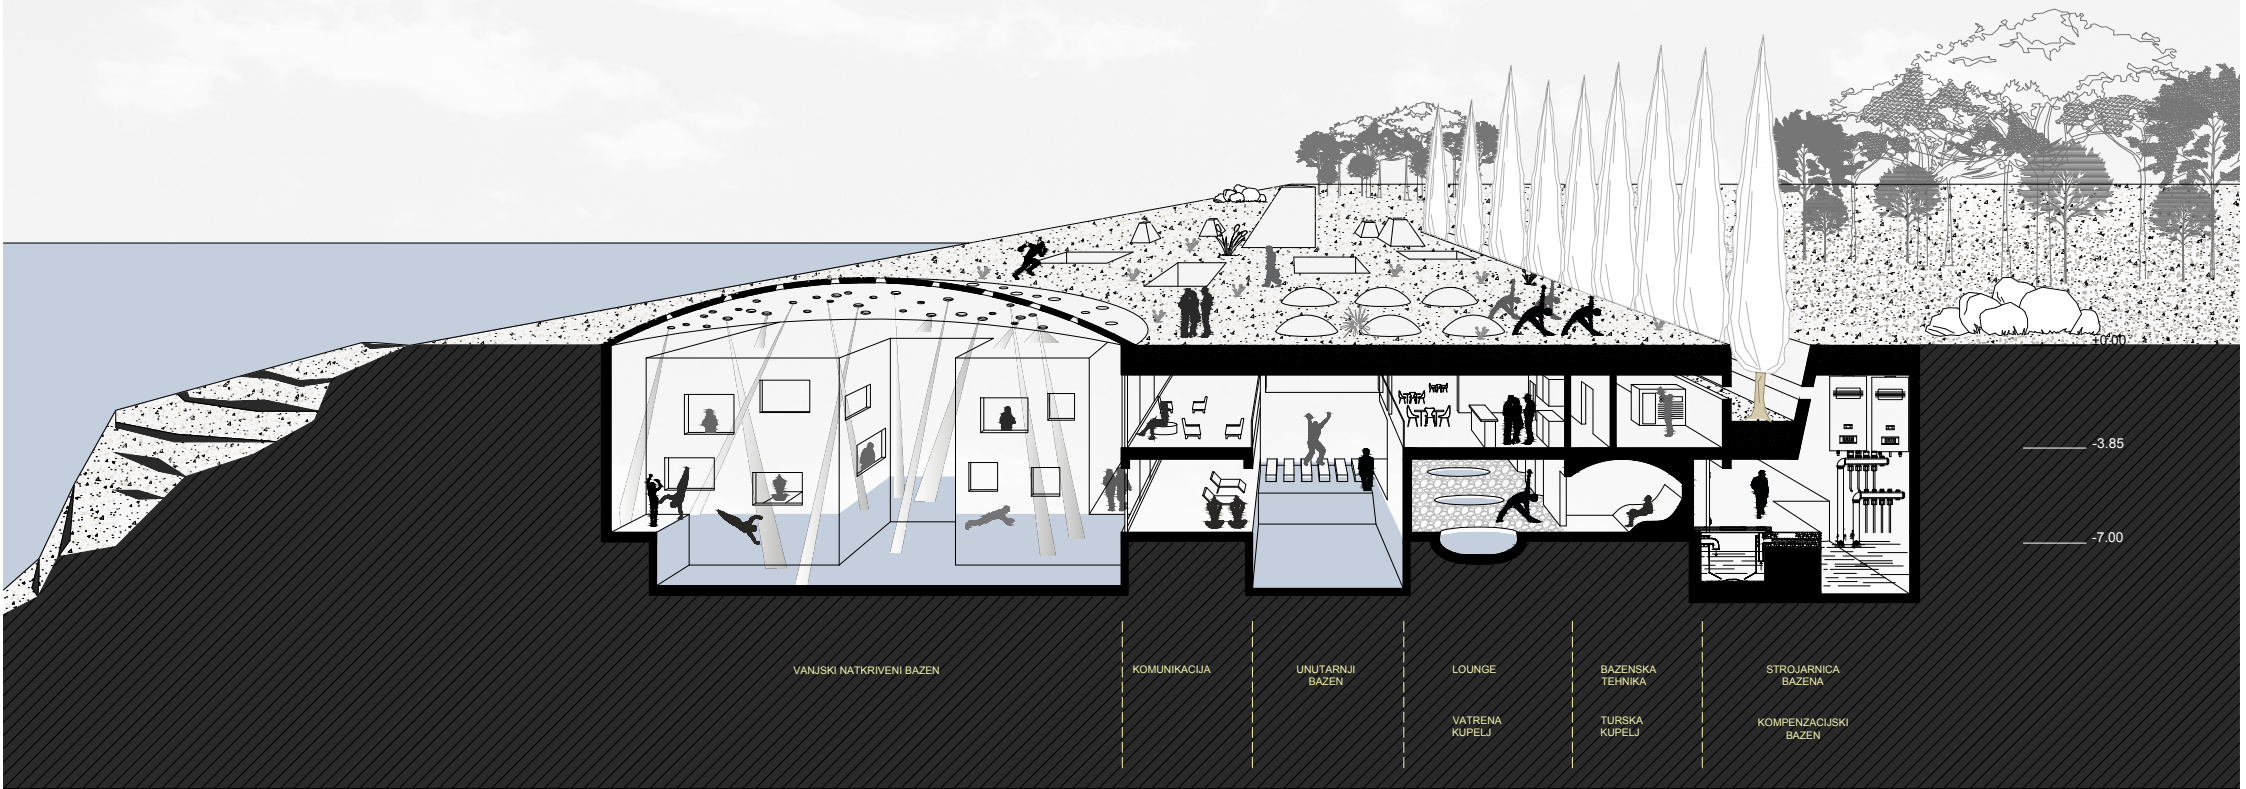 +0.00
-3.85
-7.00
VANJSKI NATKRIVENI BAZEN
KOMUNIKACIJA
UNUTARNJI
BAZEN
LOUNGE
VATRENA
KUPELJ
BAZENSKA
TEHNIKA
TURSKA
KUPELJ
STROJARNICA
BAZENA
KOMPENZACIJSKI
BAZEN